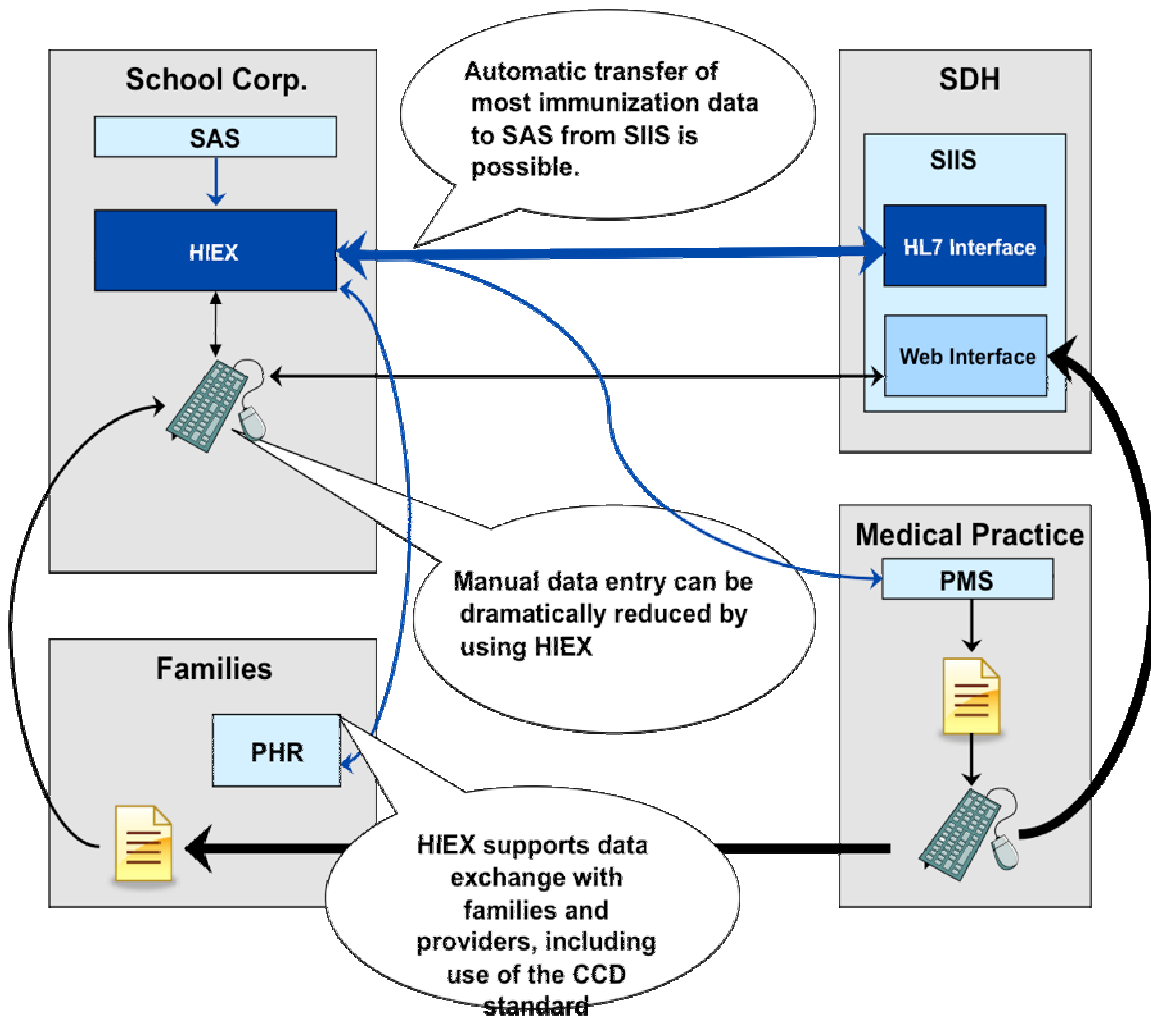 School Corp.
SAS
HIEX
Automatic transfer of
most immunization data
to SAS from SIIS is
possible.
SDH
SIIS
HL7 Interface
Web Interface
Manual data entry can be
dramatically reduced by
using HIEX
Medical Practice
PMS
Families
PHR
HIEX supports data
exchange with
families and
providers, including
use of the CCD
standard